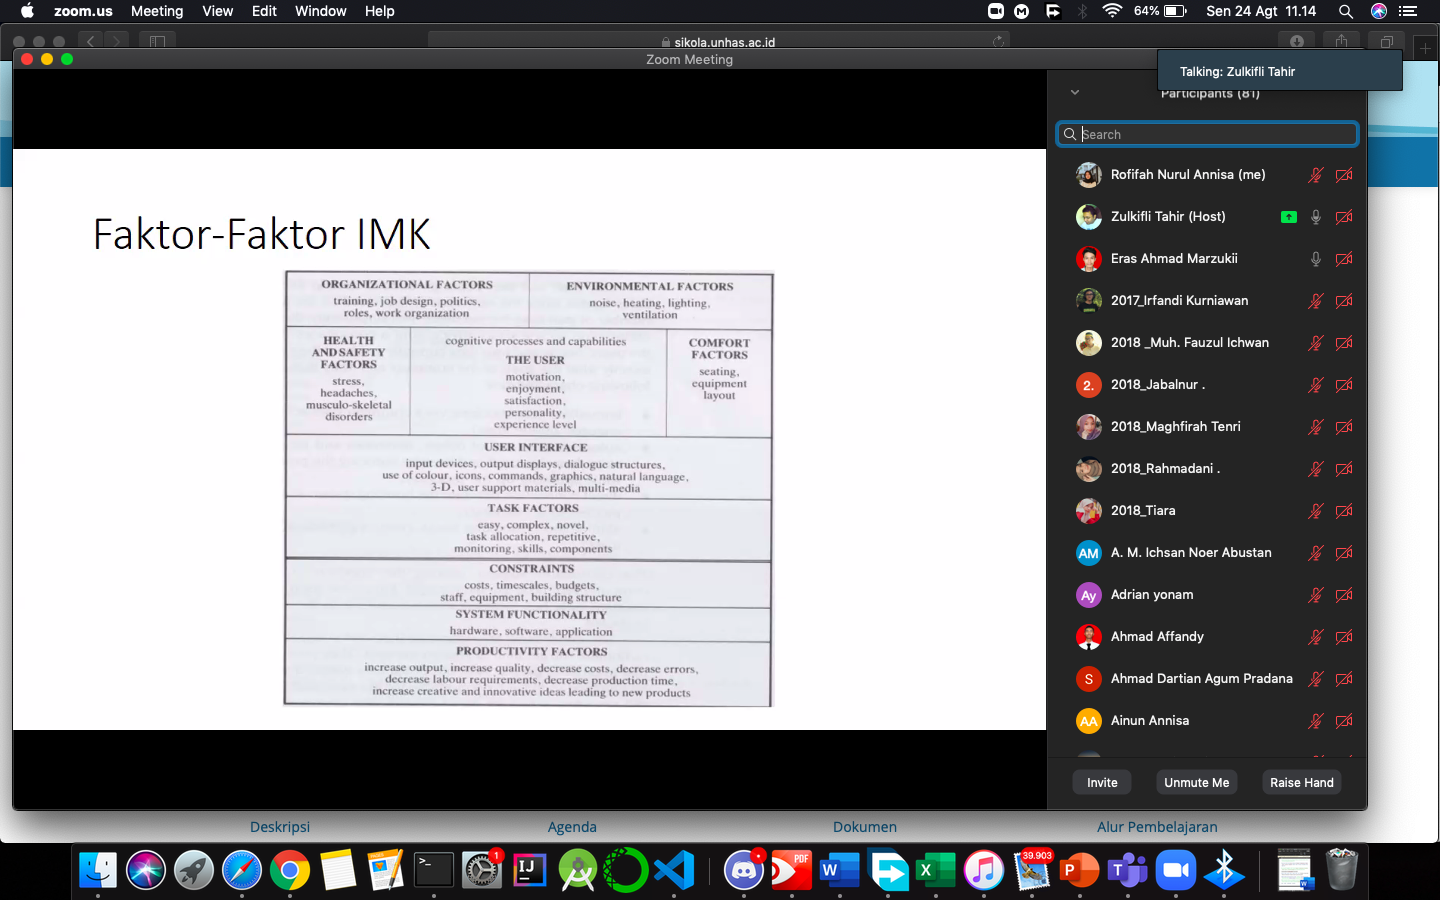 zoom.us Meeting View Edit Window Help
64% Sen 24 Agt 11.14
sikola.unhas.ac.id
Zoom Meeting
Talking: Zulkifli Tahir
Participants (81)
Search
Faktor-Faktor IMK
ORGANIZATIONAL FACTORS
training, job design, politics,
roles, work organization
ENVIRONMENTAL FACTORS
noise, heating, lighting,
ventilation
HEALTH
AND SAFETY
FACTORS
stress,
headaches,
musculo-skeletal
disorders
cognitive processes and capabilities
THE USER
motivation,
enjoyment,
satisfaction,
personality,
experience level
COMFORT
FACTORS
seating,
equipment
layout
USER INTERFACE
input devices, output displays, dialogue structures,
use of colour, icons, commands, graphics, natural language,
3-D, user support materials, multi-media
TASK FACTORS
easy, complex, novel,
task allocation, repetitive,
monitoring, skills, components
CONSTRAINTS
costs, timescales, budgets,
staff, equipment, building structure
SYSTEM FUNCTIONALITY
hardware, software, application
PRODUCTIVITY FACTORS
increase output, increase quality, decrease costs, decrease errors,
decrease labour requirements, decrease production time,
increase creative and innovative ideas leading to new products
Rofifah Nurul Annisa (me)
Zulkifli Tahir (Host)
Eras Ahmad Marzukii
2017_Irfandi Kurniawan
2018 _Muh. Fauzul Ichwan
2. 2018_Jabalnur .
2018_Maghfirah Tenri
2018_Rahmadani .
2018_Tiara
AM A. M. Ichsan Noer Abustan
Ay Adrian yonam
Ahmad Affandy
S Ahmad Dartian Agum Pradana
AA Ainun Annisa
Invite Unmute Me Raise Hand
Deskripsi Agenda Dokumen Alur Pembelajaran
1
IJ
PDF
W
X
39.903
P
T
W